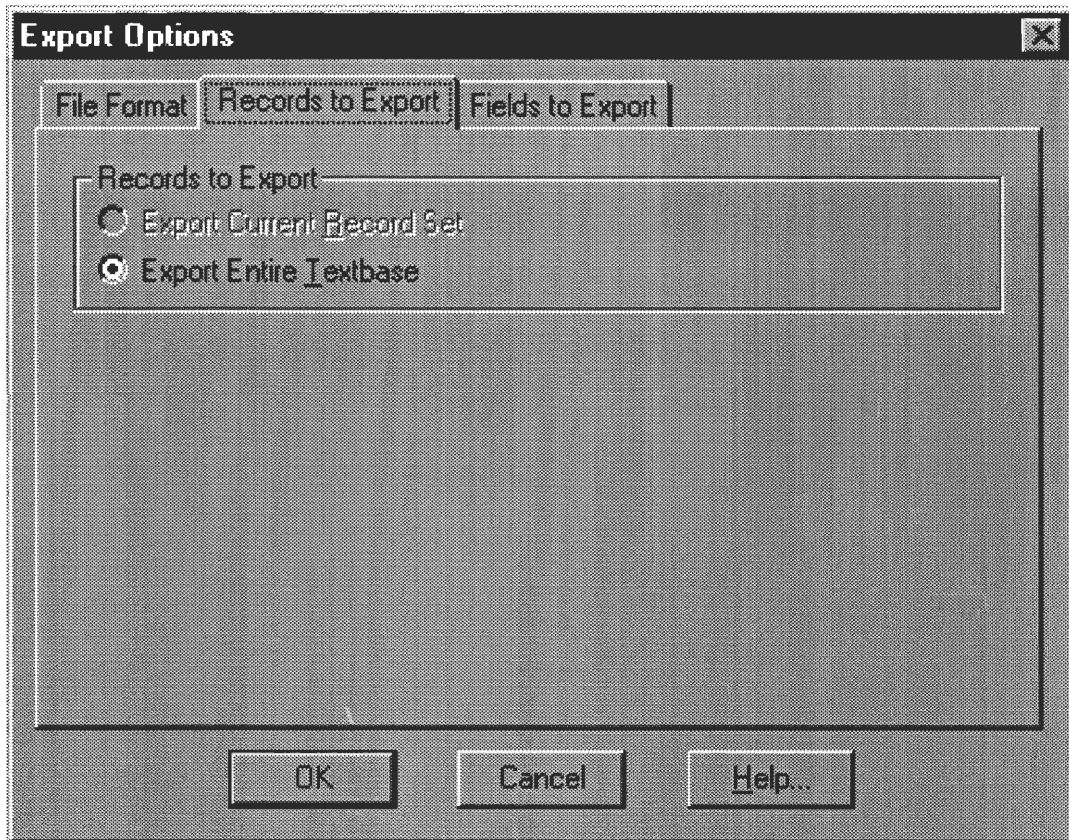 Export Options
File Format Records to Export Fields to Export
Records to Export
Export Current Record Set
Export Entire Textbase
OK Cancel Help...